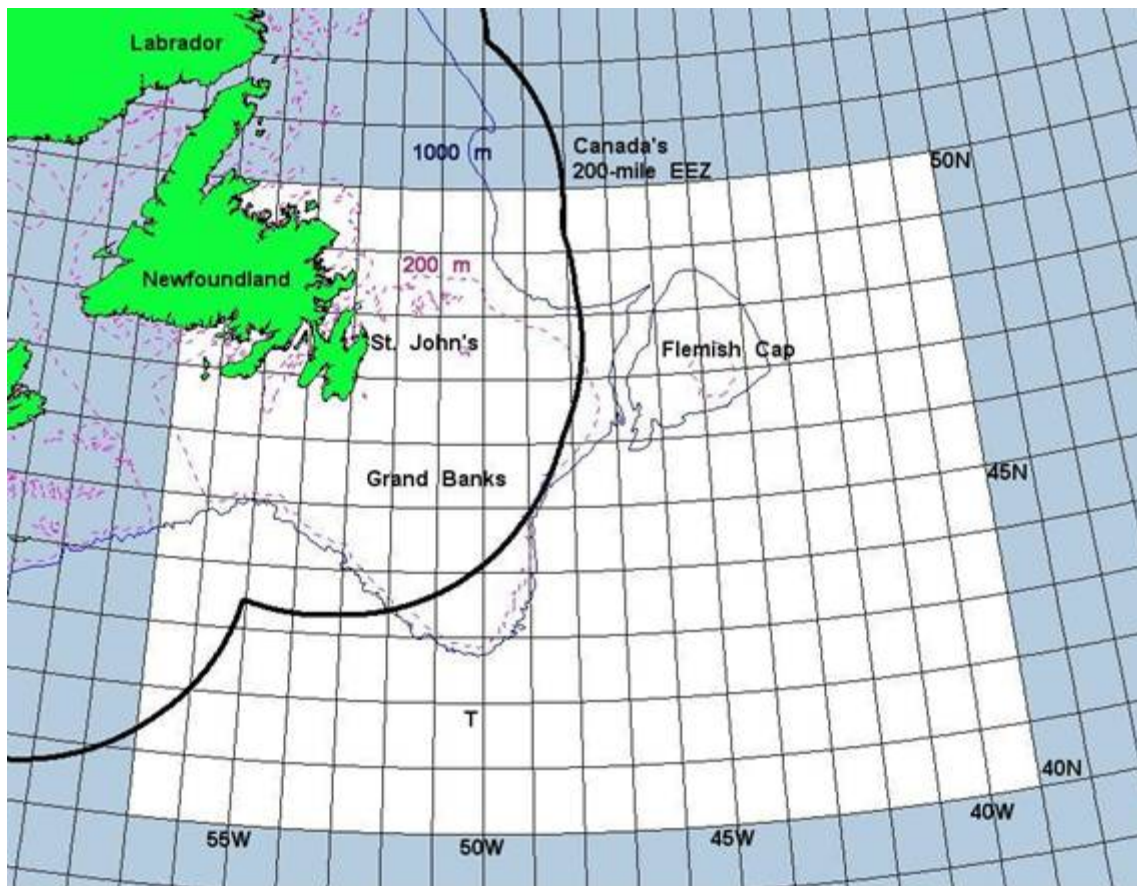 Labrador
1000 m
Canada's
200-mile EEZ
50N
200 m
Newfoundland
St. John's
Flemish Cap
45N
Grand Banks
T
40N
55W
50W
45W
40W